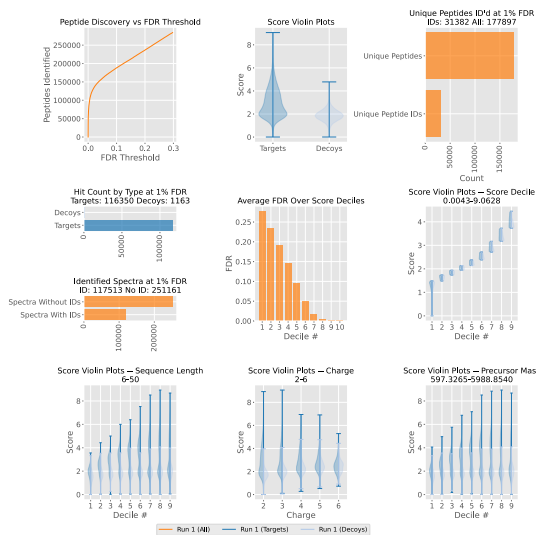 Peptide Discovery vs FDR Threshold
250000
200000
150000
100000
50000
0
Peptides Identified
0.0 0.1 0.2 0.3
FDR Threshold
Score Violin Plots
8
6
4
2
0
Score
Targets Decoys
Unique Peptides ID'd at 1% FDR
IDs: 31382 All: 177897
Unique Peptides
Unique Peptide IDs
0 50000 100000 150000
Count
Hit Count by Type at 1% FDR
Targets: 116350 Decoys: 1163
Decoys
Targets
0 50000 100000
Identified Spectra at 1% FDR
ID: 117513 No ID: 251161
Spectra Without IDs
Spectra With IDs
0 100000 200000
Average FDR Over Score Deciles
0.25
0.20
0.15
0.10
0.05
0.00
FDR
1 2 3 4 5 6 7 8 9 10
Decile #
Score Violin Plots — Score Decile
0.0043–9.0628
4
2
0
Score
1 2 3 4 5 6 7 8 9
Decile #
Score Violin Plots — Sequence Length
6–50
8
6
4
2
0
Score
1 2 3 4 5 6 7 8 9
Decile #
Score Violin Plots — Charge
2–6
8
6
4
2
0
Score
2 3 4 5 6
Charge
Score Violin Plots — Precursor Mas
597.3265–5988.8540
8
6
4
2
0
Score
1 2 3 4 5 6 7 8 9
Decile #
Run 1 (All) Run 1 (Targets) Run 1 (Decoys)